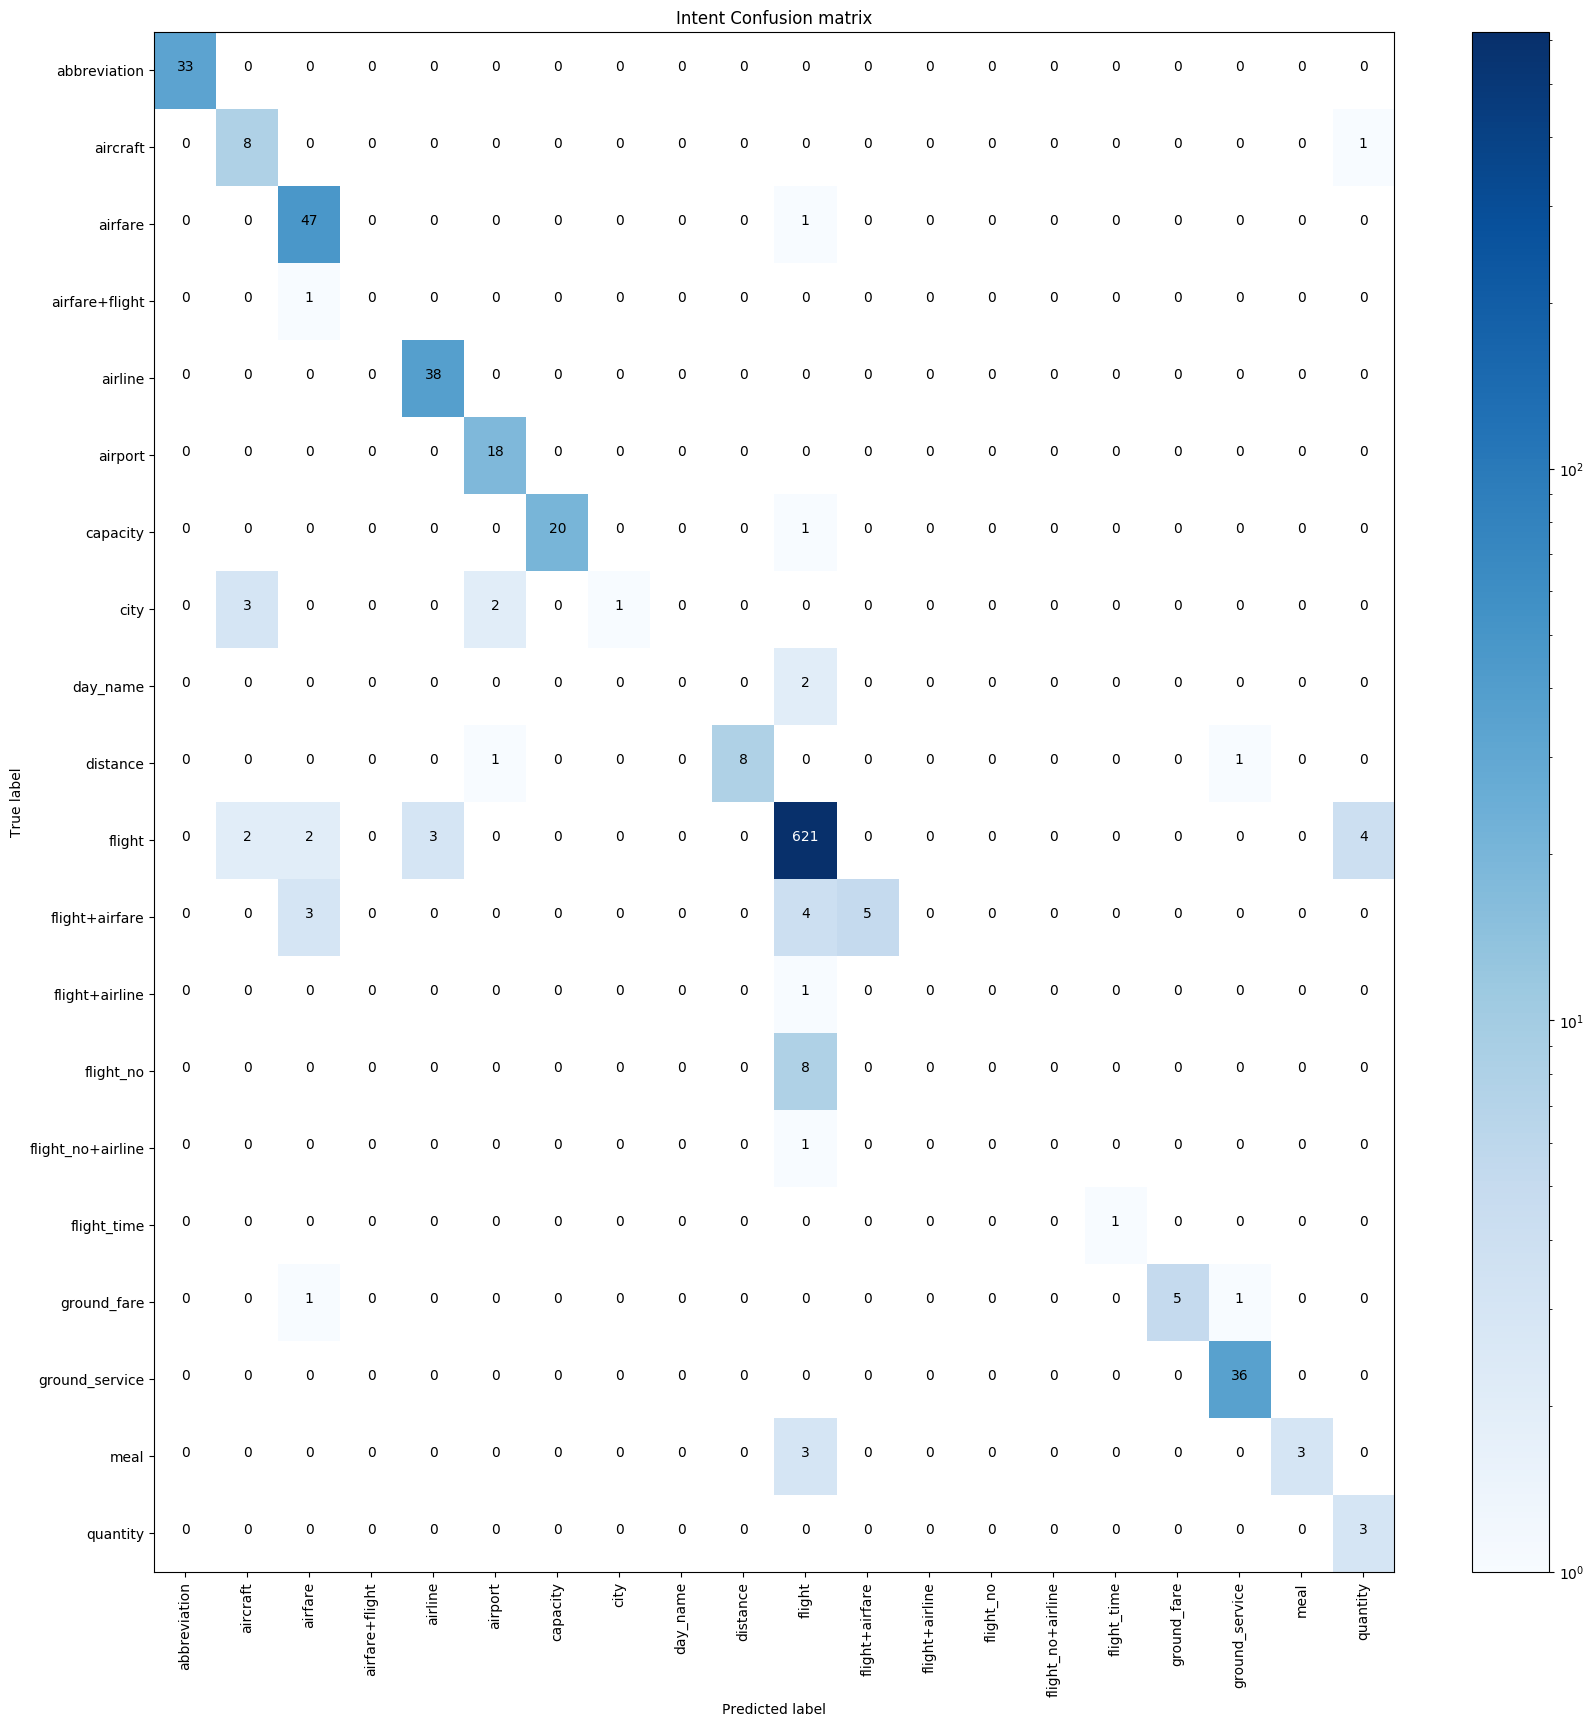 Intent Confusion matrix
abbreviation 33 0 0 0 0 0 0 0 0 0 0 0 0 0 0 0 0 0 0 0
aircraft 0 8 0 0 0 0 0 0 0 0 0 0 0 0 0 0 0 0 0 1
airfare 0 0 47 0 0 0 0 0 0 0 1 0 0 0 0 0 0 0 0 0
airfare+flight 0 0 1 0 0 0 0 0 0 0 0 0 0 0 0 0 0 0 0 0
airline 0 0 0 0 38 0 0 0 0 0 0 0 0 0 0 0 0 0 0 0
airport 0 0 0 0 0 18 0 0 0 0 0 0 0 0 0 0 0 0 0 0
capacity 0 0 0 0 0 0 20 0 0 0 1 0 0 0 0 0 0 0 0 0
city 0 3 0 0 0 2 0 1 0 0 0 0 0 0 0 0 0 0 0 0
day_name 0 0 0 0 0 0 0 0 0 0 2 0 0 0 0 0 0 0 0 0
distance 0 0 0 0 0 1 0 0 0 8 0 0 0 0 0 0 0 1 0 0
flight 0 2 2 0 3 0 0 0 0 0 621 0 0 0 0 0 0 0 0 4
flight+airfare 0 0 3 0 0 0 0 0 0 0 4 5 0 0 0 0 0 0 0 0
flight+airline 0 0 0 0 0 0 0 0 0 0 1 0 0 0 0 0 0 0 0 0
flight_no 0 0 0 0 0 0 0 0 0 0 8 0 0 0 0 0 0 0 0 0
flight_no+airline 0 0 0 0 0 0 0 0 0 0 1 0 0 0 0 0 0 0 0 0
flight_time 0 0 0 0 0 0 0 0 0 0 0 0 0 0 0 1 0 0 0 0
ground_fare 0 0 1 0 0 0 0 0 0 0 0 0 0 0 0 0 5 1 0 0
ground_service 0 0 0 0 0 0 0 0 0 0 0 0 0 0 0 0 0 36 0 0
meal 0 0 0 0 0 0 0 0 0 0 3 0 0 0 0 0 0 0 3 0
quantity 0 0 0 0 0 0 0 0 0 0 0 0 0 0 0 0 0 0 0 3
True label
abbreviation
aircraft
airfare
airfare+flight
airline
airport
capacity
city
day_name
distance
flight
flight+airfare
flight+airline
flight_no
flight_no+airline
flight_time
ground_fare
ground_service
meal
quantity
Predicted label
10²
10¹
10⁰